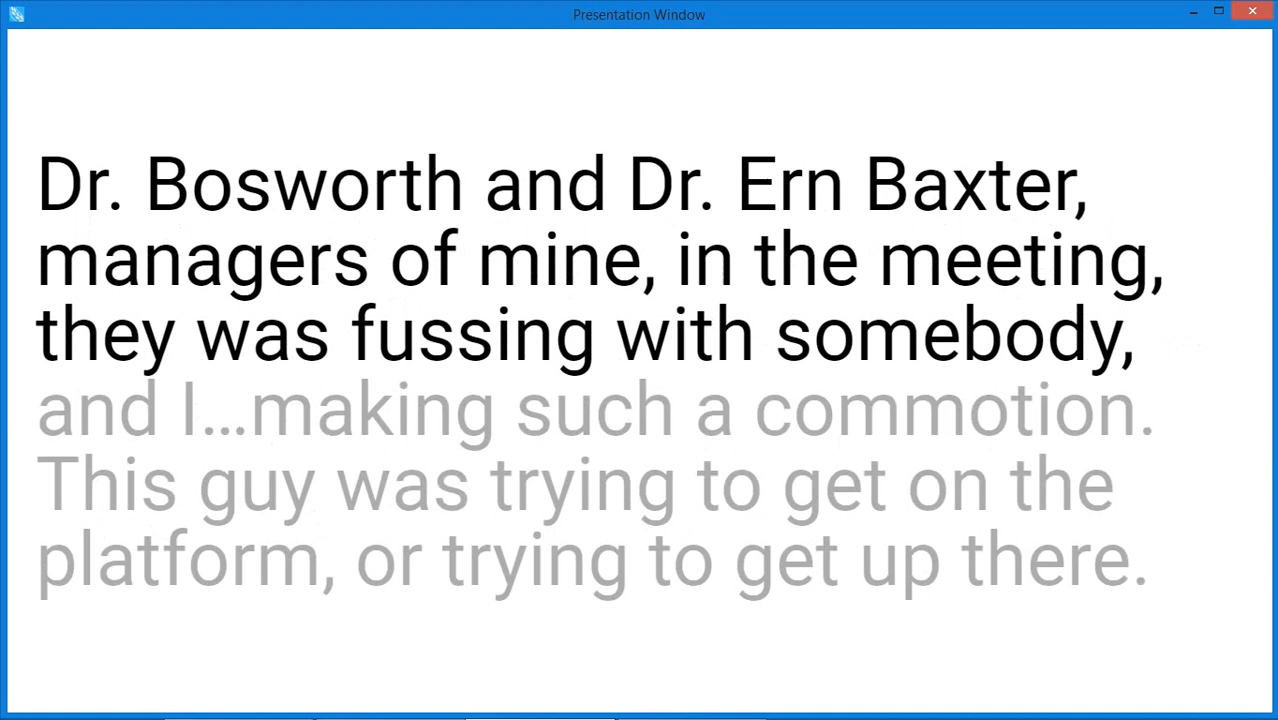 Presentation Window
Dr. Bosworth and Dr. Ern Baxter,
managers of mine, in the meeting,
they was fussing with somebody,
and I…making such a commotion.
This guy was trying to get on the
platform, or trying to get up there.